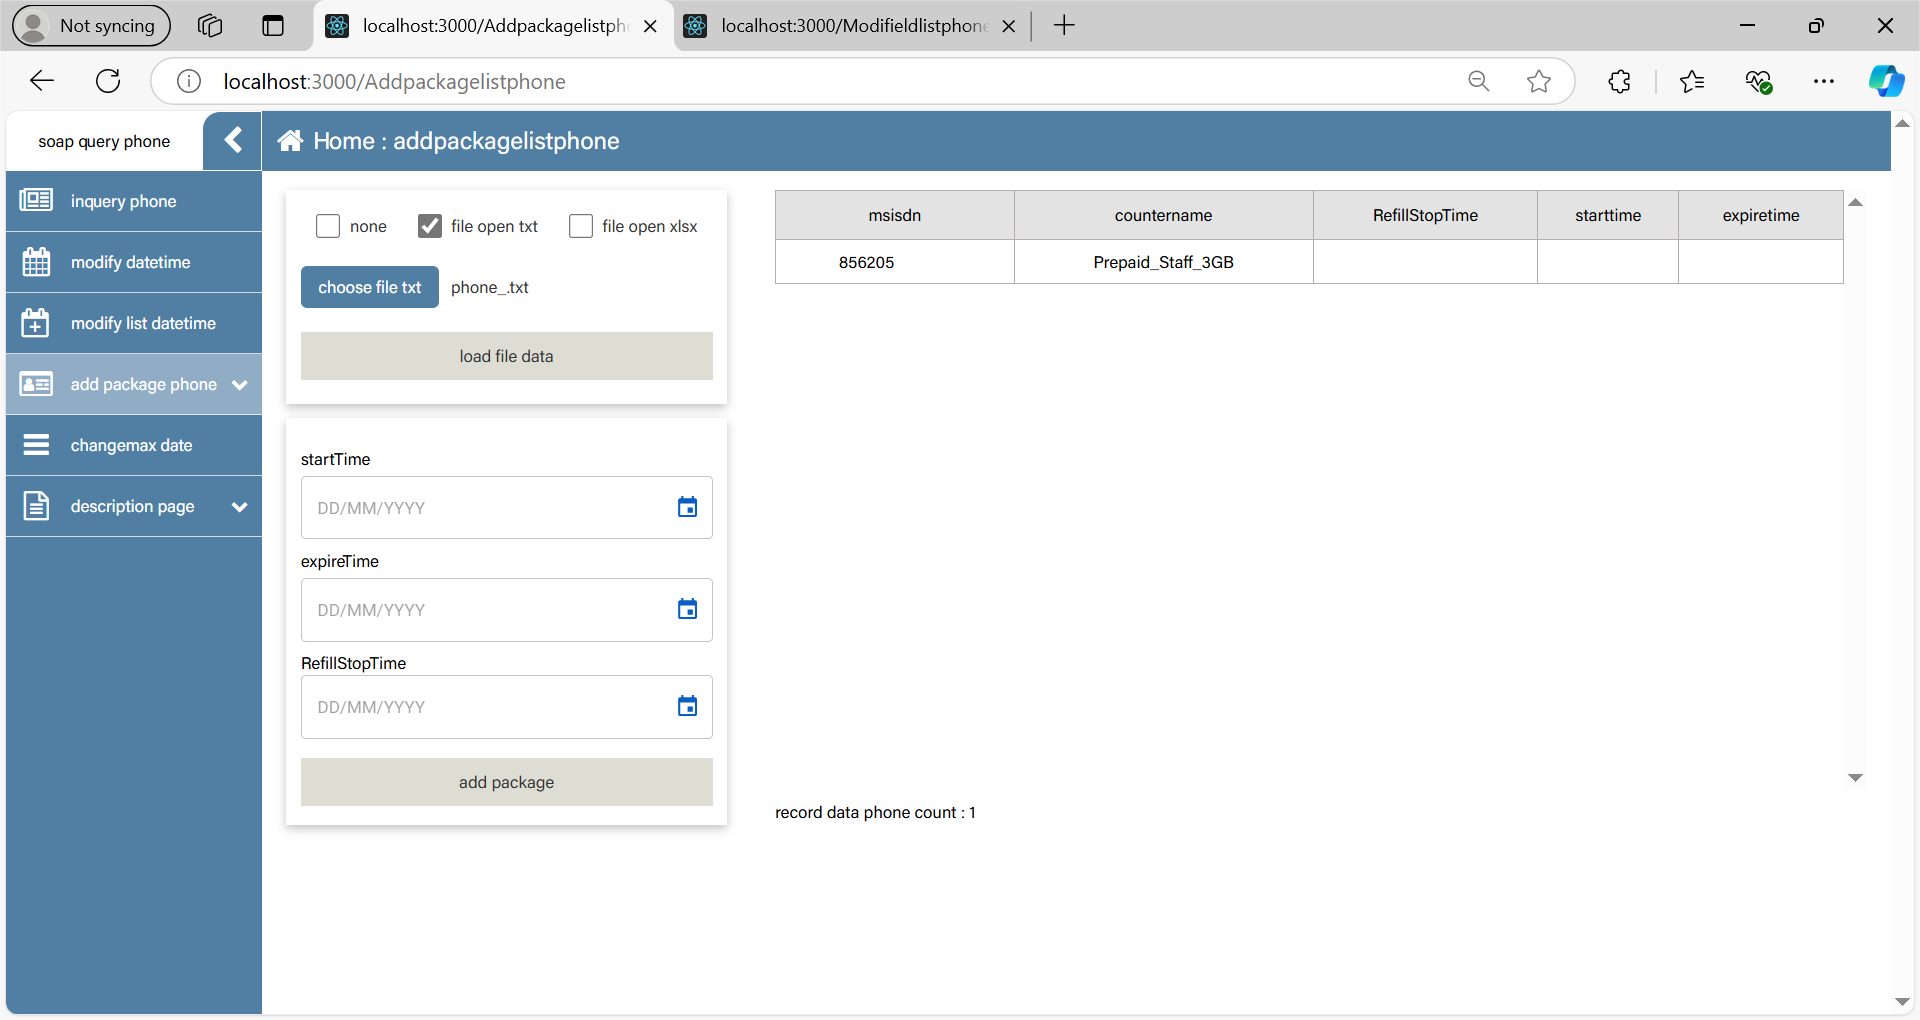 Not syncing
localhost:3000/Addpackagelistph
localhost:3000/Modifieldlistphone
localhost:3000/Addpackagelistphone
soap query phone
Home : addpackagelistphone
inquery phone
modify datetime
modify list datetime
add package phone
changemax date
description page
none
file open txt
file open xlsx
choose file txt
phone_.txt
load file data
startTime
DD/MM/YYYY
expireTime
DD/MM/YYYY
RefillStopTime
DD/MM/YYYY
add package
msisdn countername RefillStopTime starttime expiretime
856205 Prepaid_Staff_3GB
record data phone count : 1